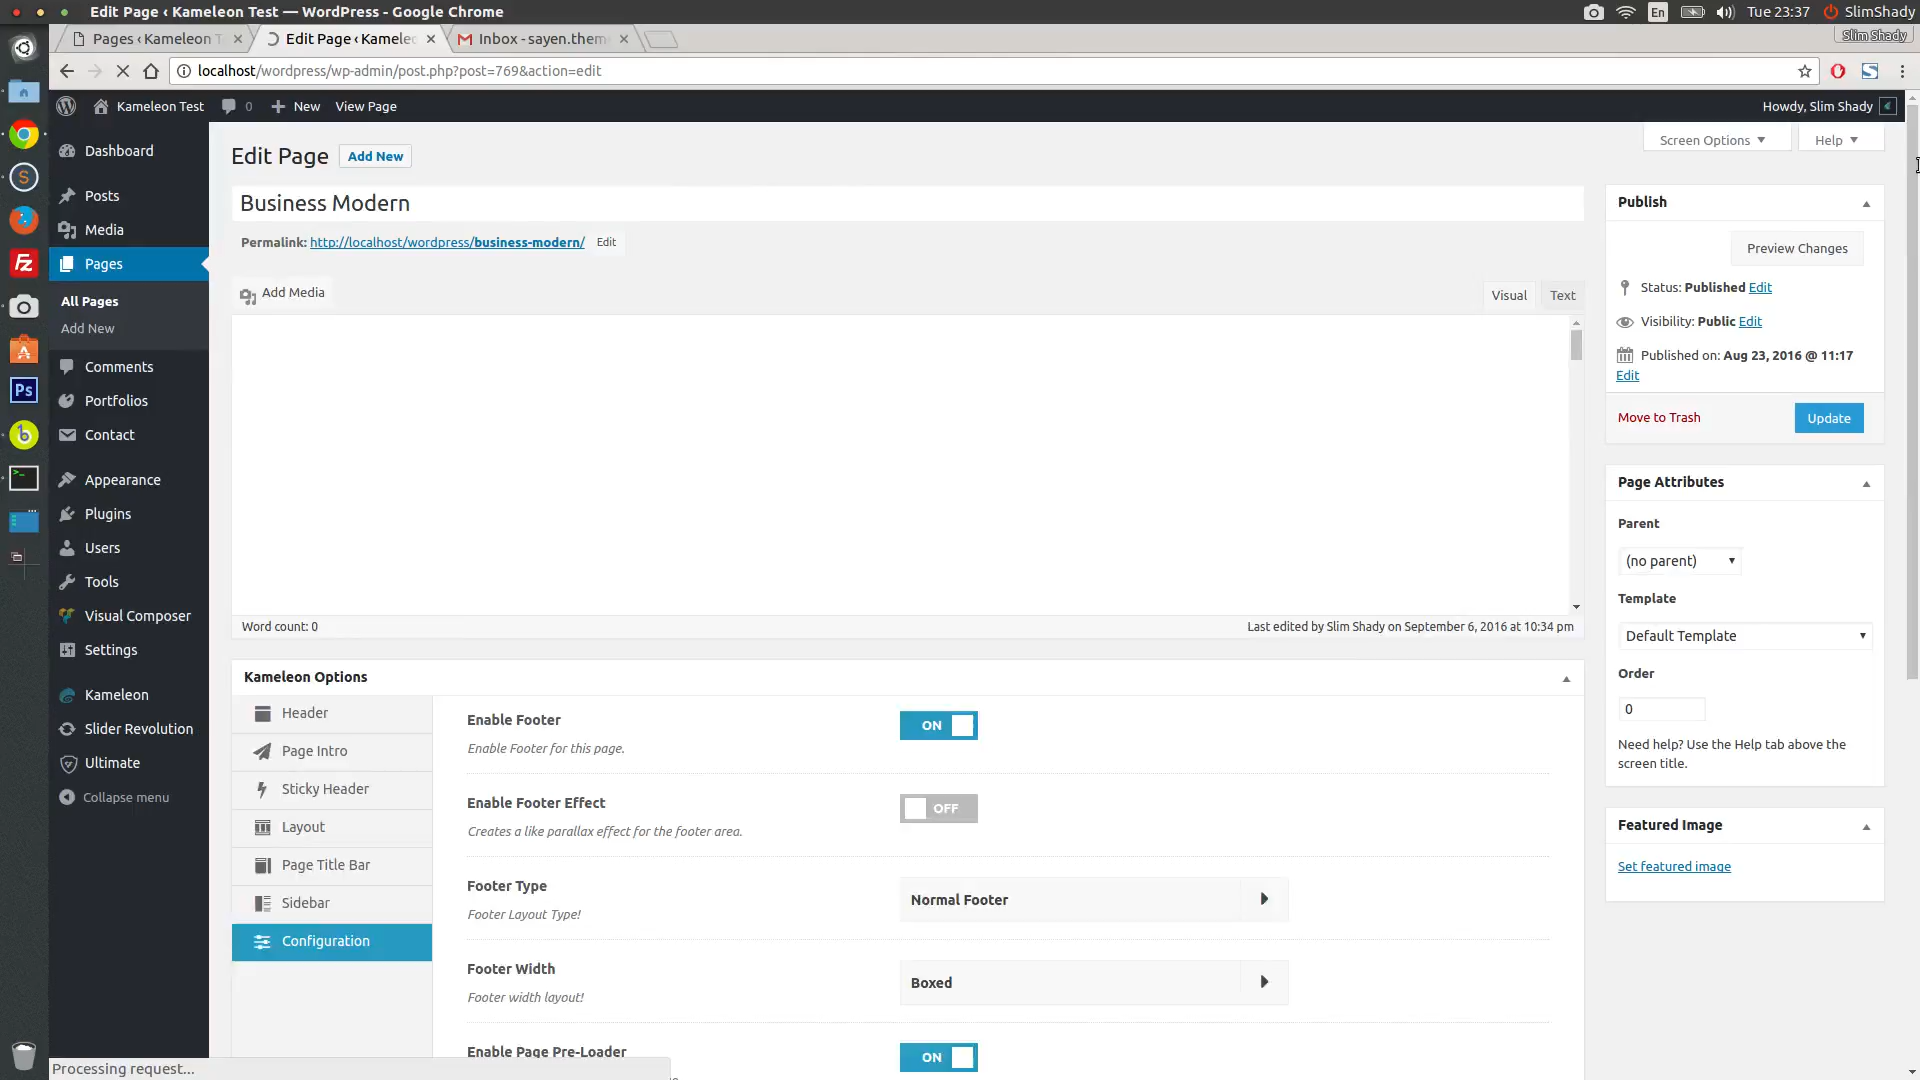 Edit Page ‹ Kameleon Test — WordPress - Google Chrome
En
Tue 23:37
SlimShady
Pages ‹ Kameleon T
Edit Page ‹ Kamele
Inbox - sayen.them
Slim Shady
localhost/wordpress/wp-admin/post.php?post=769&action=edit
Kameleon Test
0
New
View Page
Howdy, Slim Shady
Screen Options
Help
Dashboard
Posts
Media
Pages
All Pages
Add New
Comments
Portfolios
Contact
Appearance
Plugins
Users
Tools
Visual Composer
Settings
Kameleon
Slider Revolution
Ultimate
Collapse menu
Edit Page
Add New
Business Modern
Permalink: http://localhost/wordpress/business-modern/
Edit
Add Media
Visual
Text
Word count: 0
Last edited by Slim Shady on September 6, 2016 at 10:34 pm
Kameleon Options
Header
Page Intro
Sticky Header
Layout
Page Title Bar
Sidebar
Configuration
Enable Footer
Enable Footer for this page.
ON
Enable Footer Effect
Creates a like parallax effect for the footer area.
OFF
Footer Type
Footer Layout Type!
Normal Footer
Footer Width
Footer width layout!
Boxed
Enable Page Pre-Loader
ON
Publish
Preview Changes
Status: Published Edit
Visibility: Public Edit
Published on: Aug 23, 2016 @ 11:17
Edit
Move to Trash
Update
Page Attributes
Parent
(no parent)
Template
Default Template
Order
0
Need help? Use the Help tab above the
screen title.
Featured Image
Set featured image
Ps
Processing request...